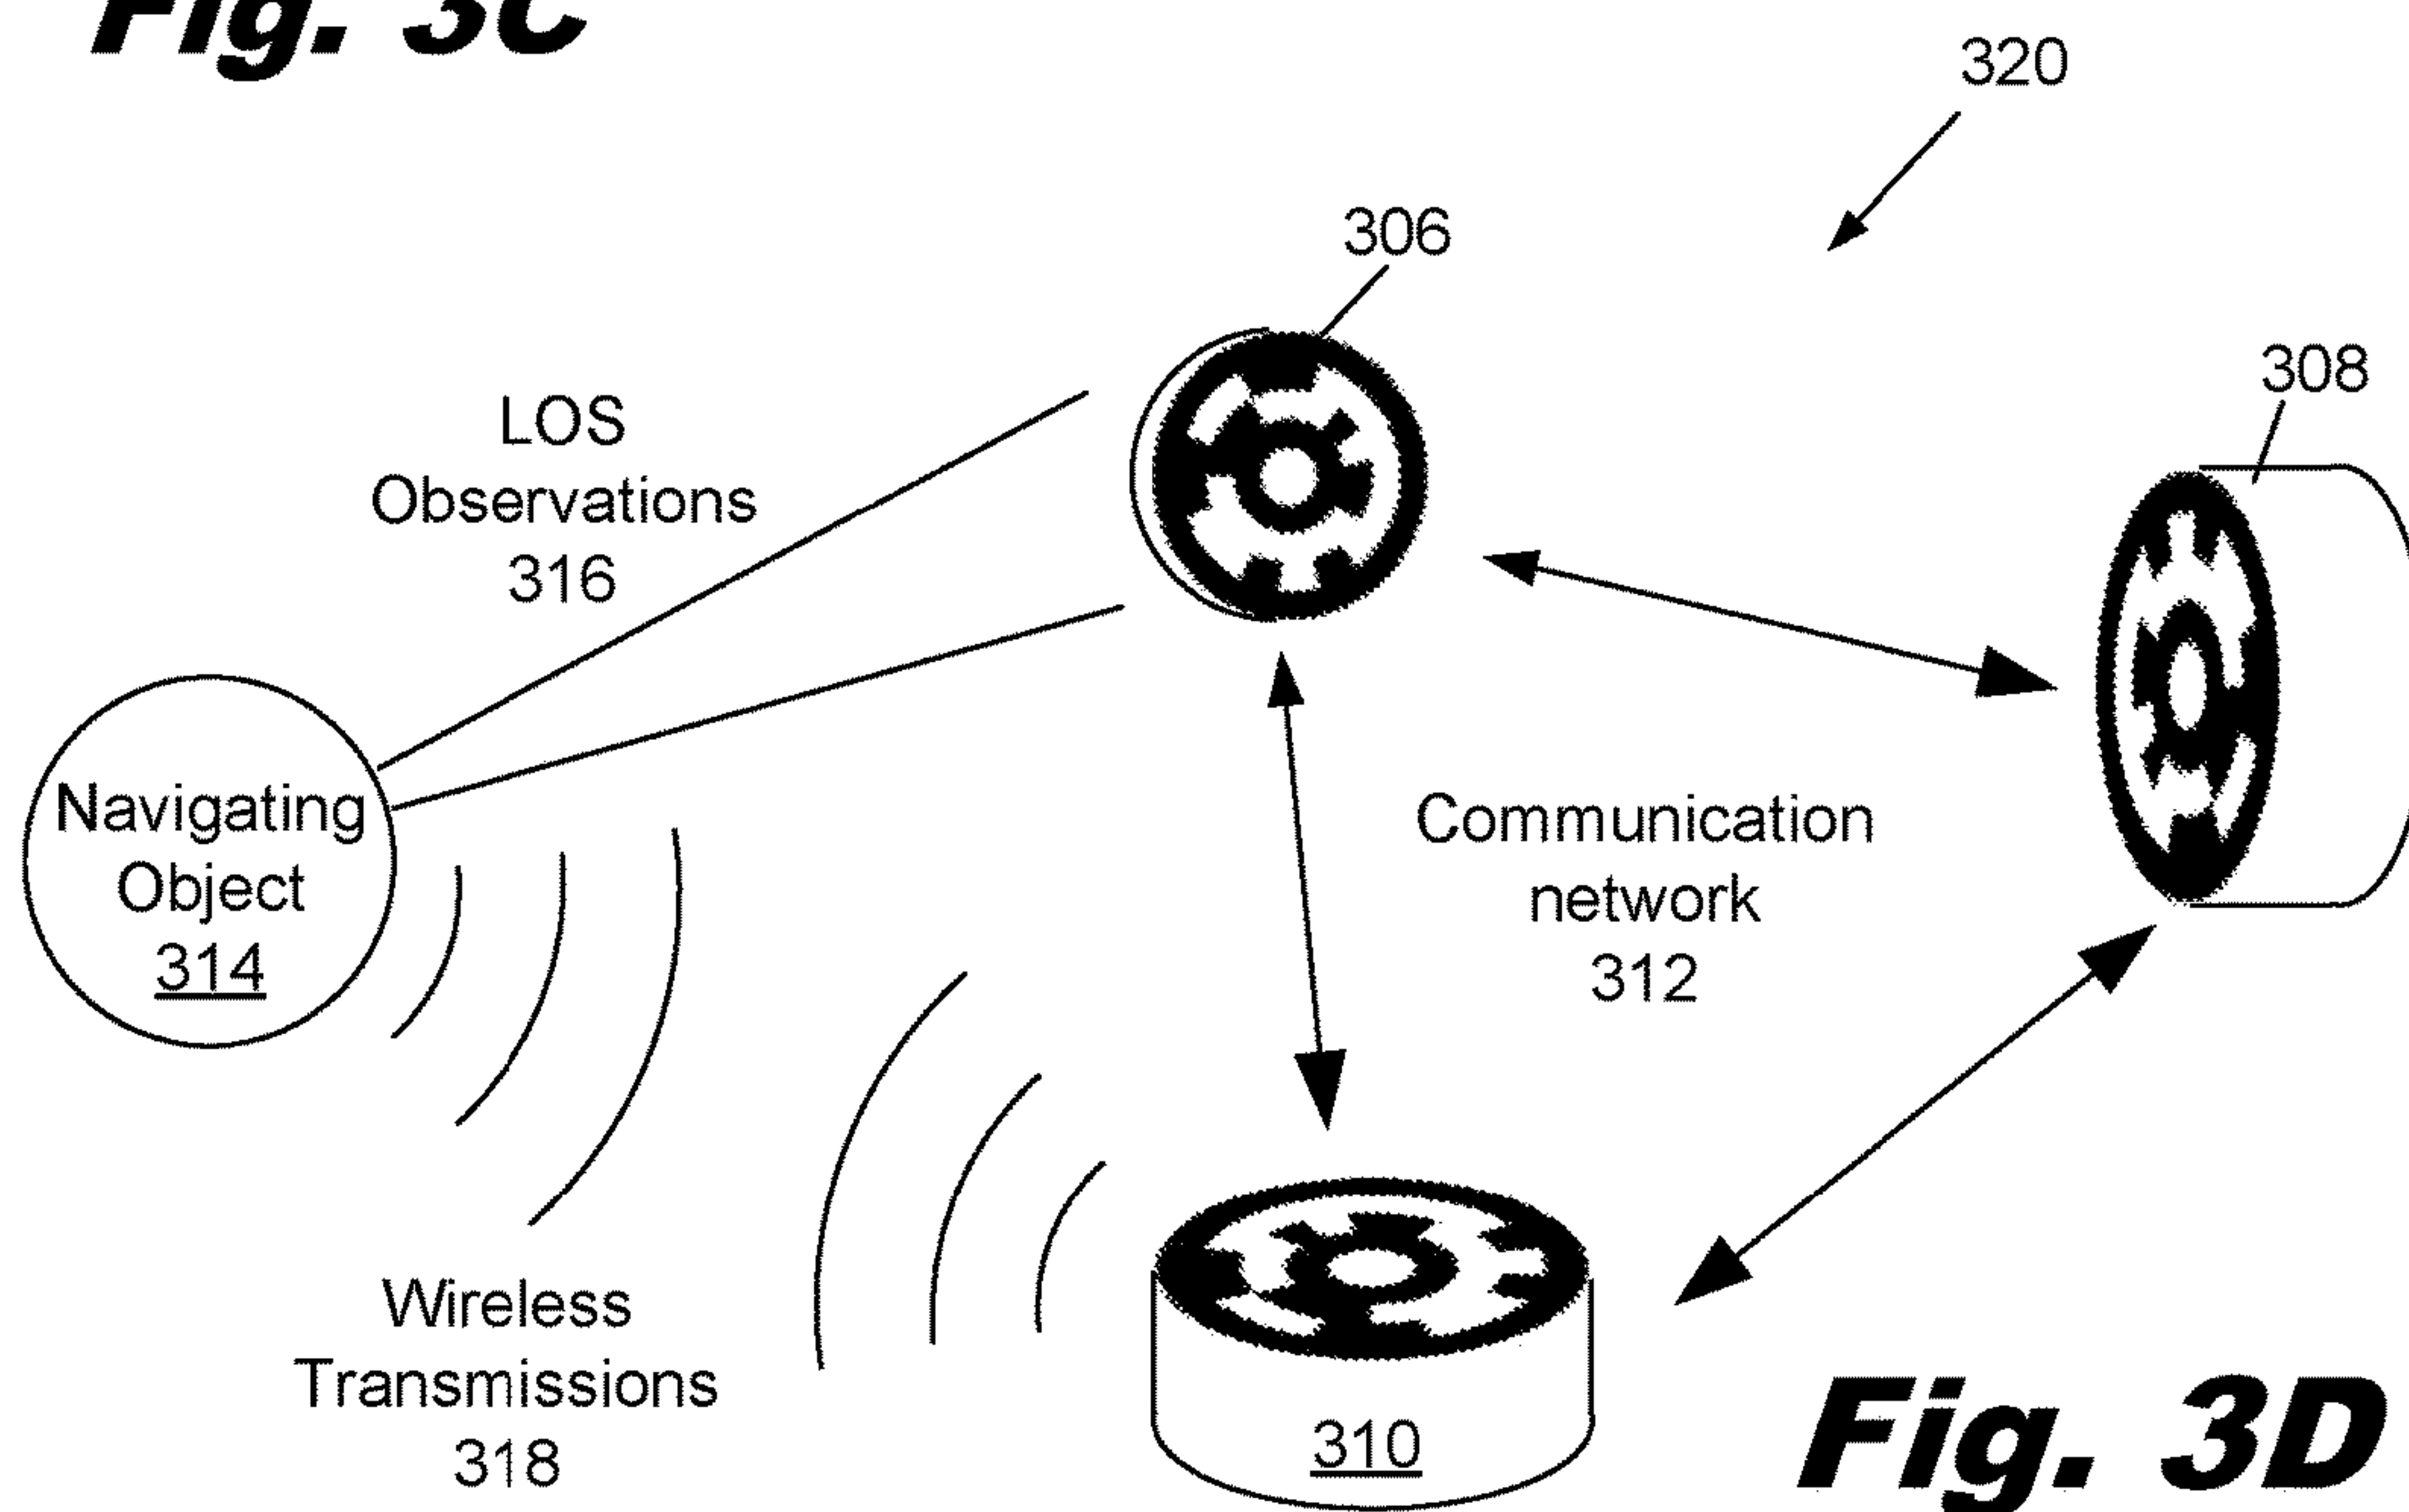 Fig. 3C
320
306
308
LOS
Observations
316
Navigating
Object
314
Communication
network
312
Wireless
Transmissions
318
310
Fig. 3D